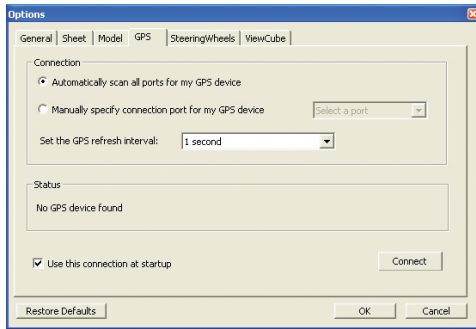 Options
General Sheet Model GPS SteeringWheels ViewCube
Connection
Automatically scan all ports for my GPS device
Manually specify connection port for my GPS device Select a port
Set the GPS refresh interval: 1 second
Status
No GPS device found
Use this connection at startup Connect
Restore Defaults OK Cancel